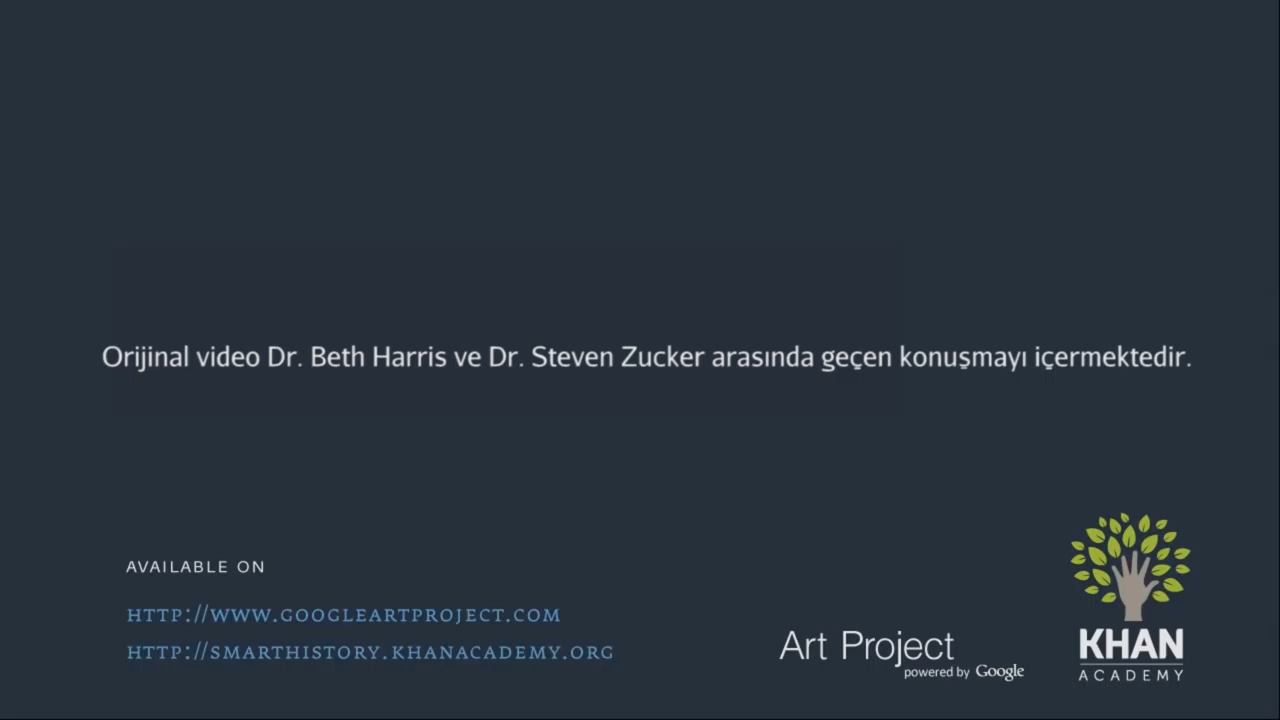 Orijinal video Dr. Beth Harris ve Dr. Steven Zucker arasında geçen konuşmayı içermektedir.
AVAILABLE ON
HTTP://WWW.GOOGLEARTPROJECT.COM
HTTP://SMARTHISTORY.KHANACADEMY.ORG
Art Project
powered by Google
KHAN
ACADEMY